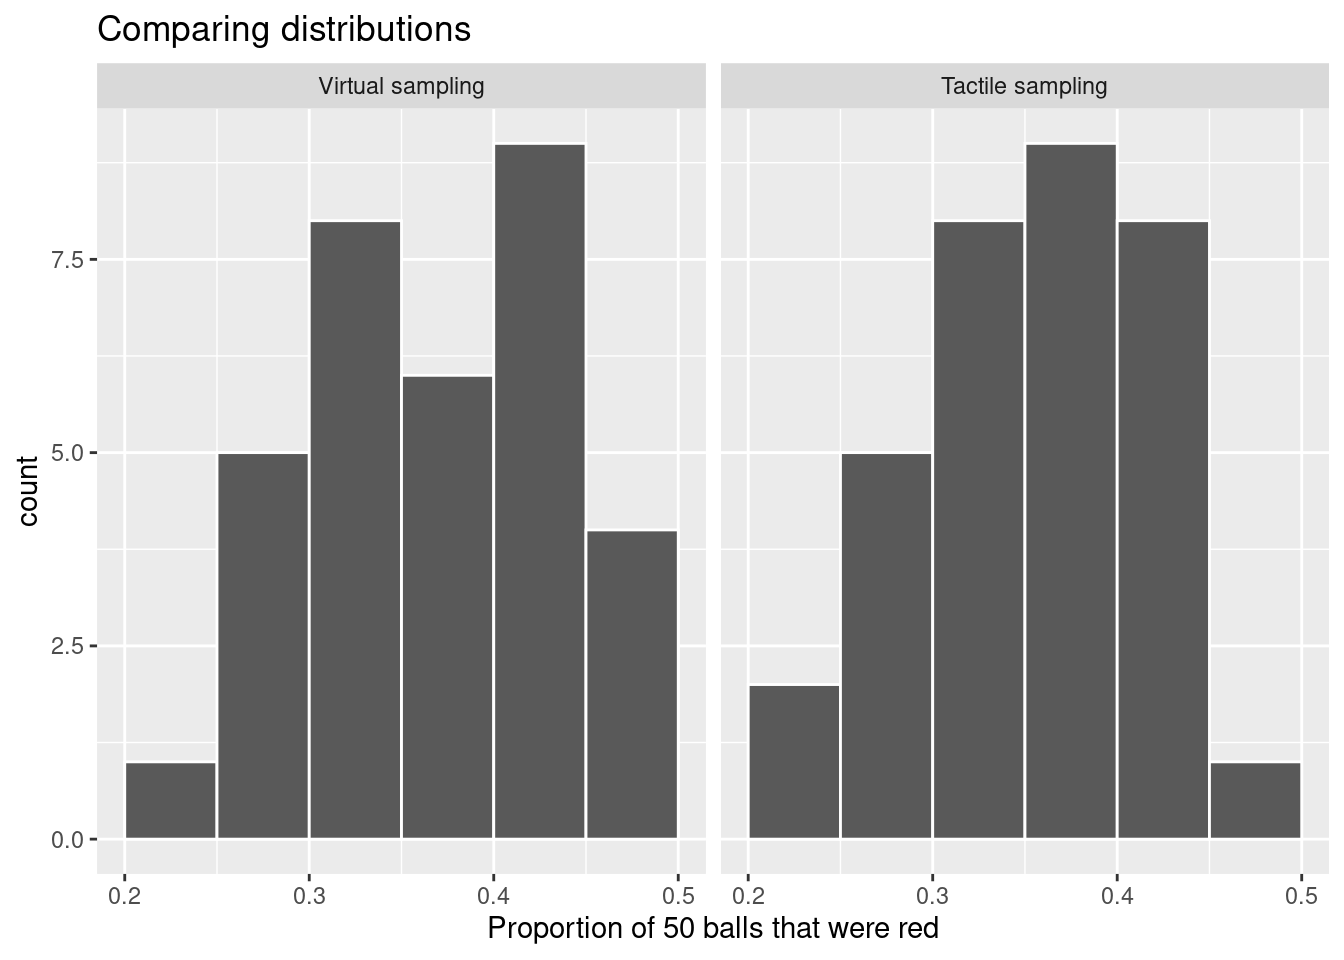 Comparing distributions
Virtual sampling
Tactile sampling
count
7.5
5.0
2.5
0.0
0.2 0.3 0.4 0.5
0.2 0.3 0.4 0.5
Proportion of 50 balls that were red